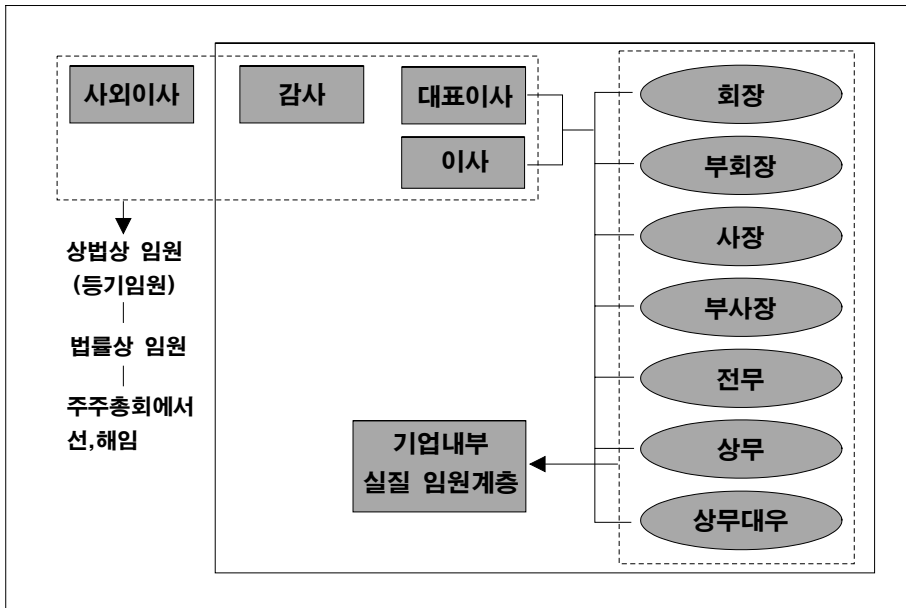 사외이사
감사
대표이사
이사
상법상 임원
(등기임원)
법률상 임원
주주총회에서
선,해임
기업내부
실질 임원계층
회장
부회장
사장
부사장
전무
상무
상무대우